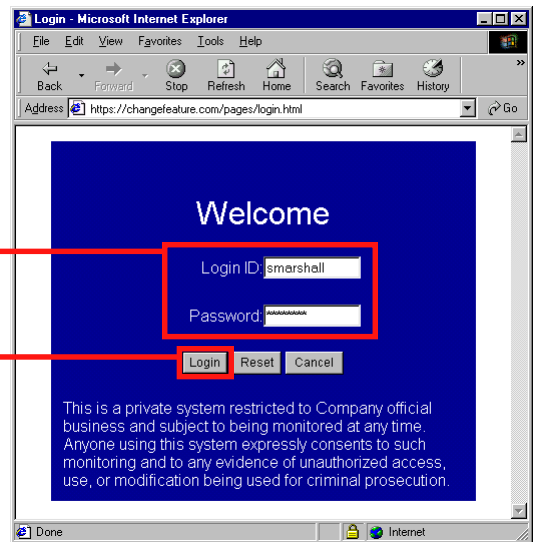 Login - Microsoft Internet Explorer
File Edit View Favorites Tools Help
Back Forward Stop Refresh Home Search Favorites History »
Address https://changefeature.com/pages/login.html Go
Welcome
Login ID: smarshall
Password: ********
Login Reset Cancel
This is a private system restricted to Company official
business and subject to being monitored at any time.
Anyone using this system expressly consents to such
monitoring and to any evidence of unauthorized access,
use, or modification being used for criminal prosecution.
Done Internet